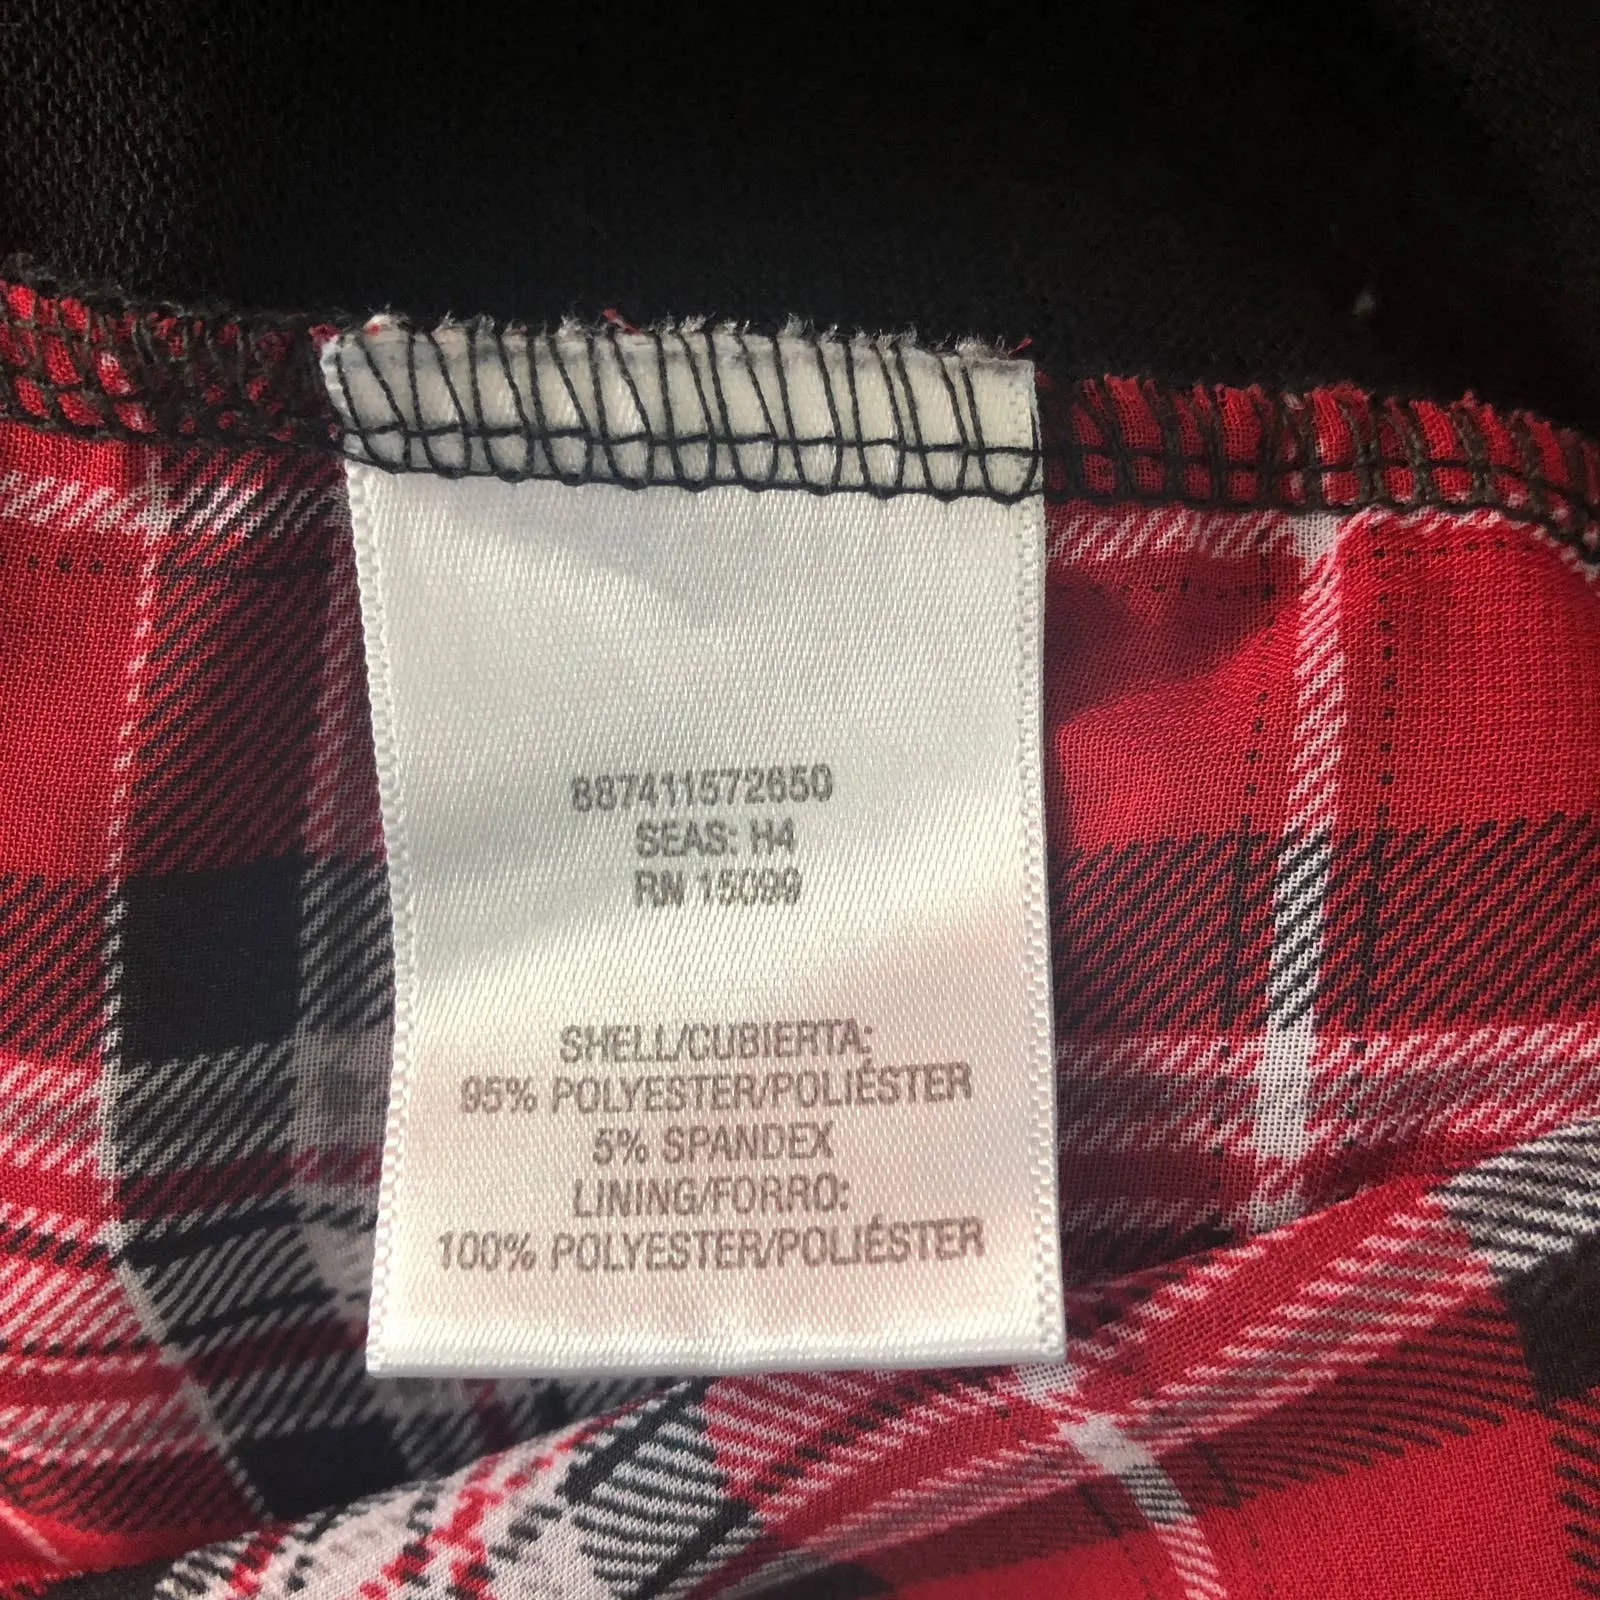 887411572650
SEAS: H4
RN 15099
SHELL/CUBIERTA:
95% POLYESTER/POLIÉSTER
5% SPANDEX
LINING/FORRO:
100% POLYESTER/POLIÉSTER